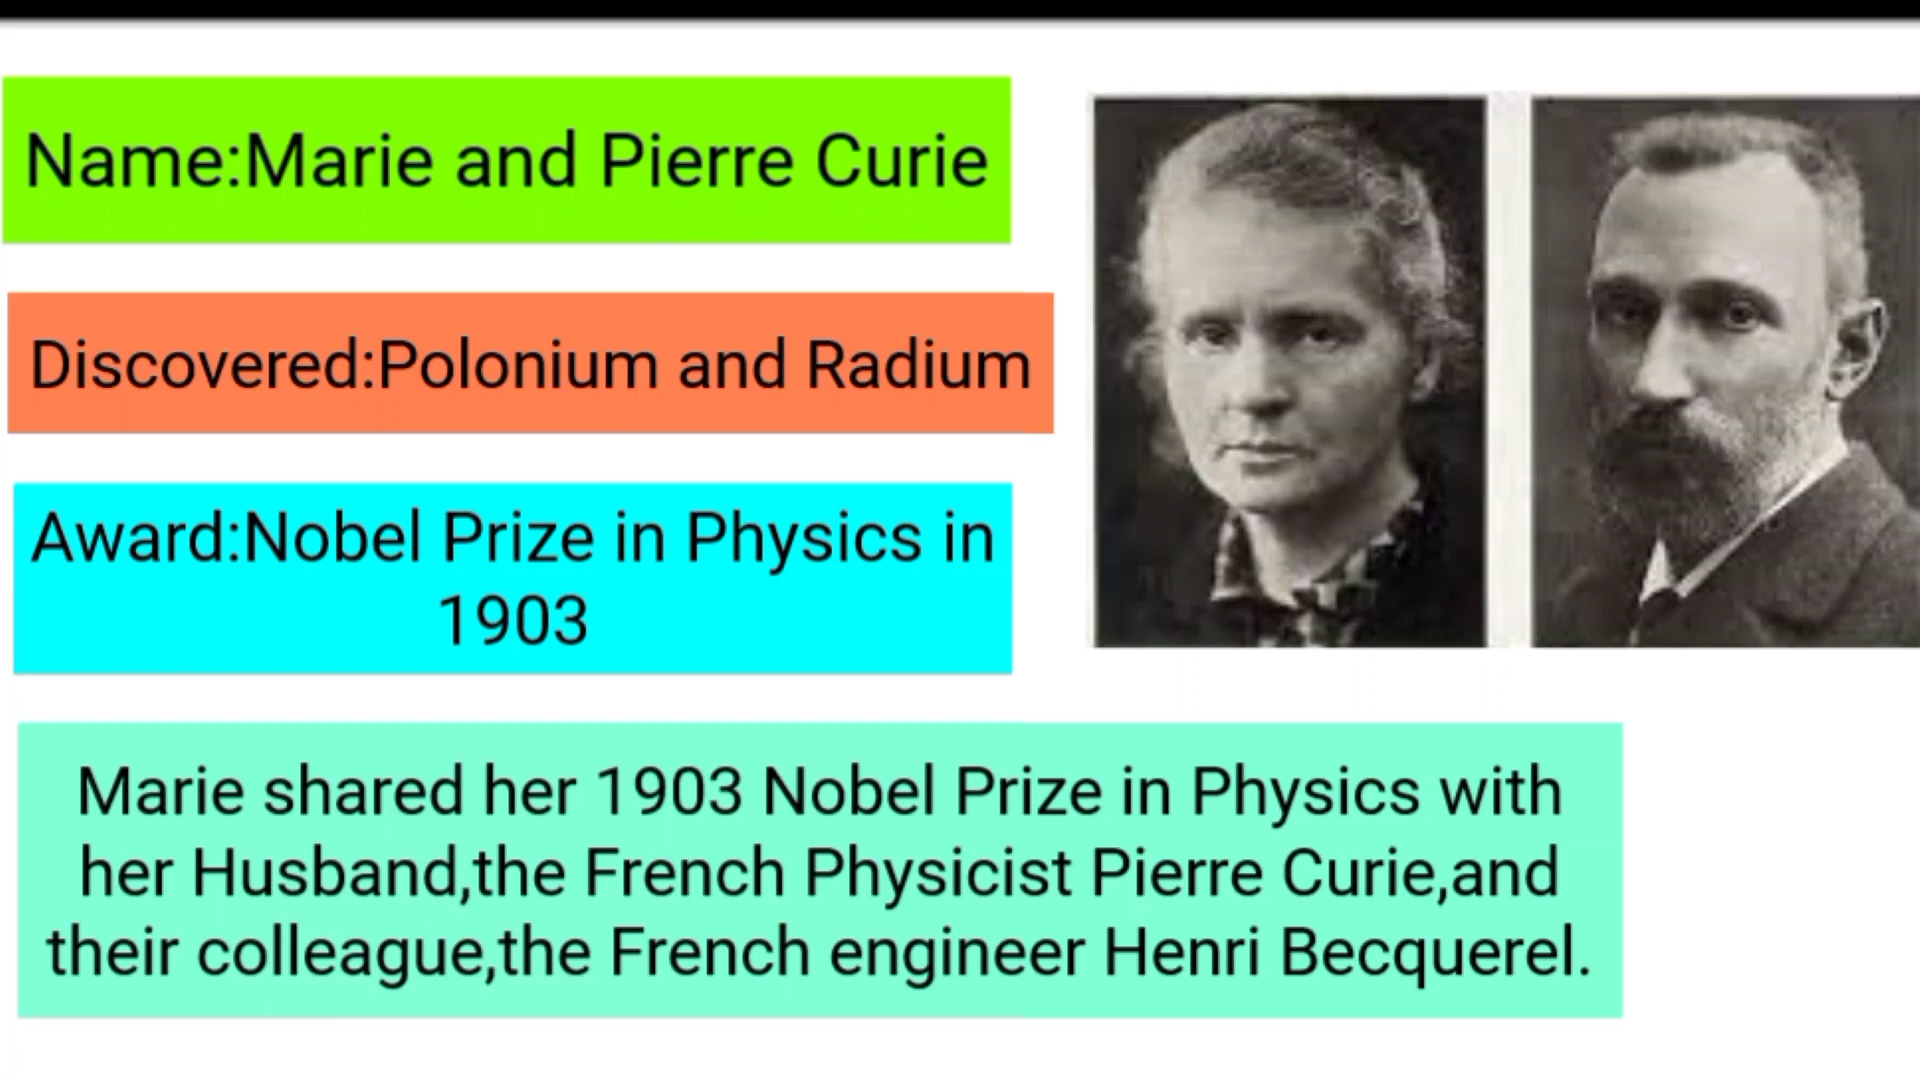 Name:Marie and Pierre Curie
Discovered:Polonium and Radium
Award:Nobel Prize in Physics in
1903
Marie shared her 1903 Nobel Prize in Physics with
her Husband,the French Physicist Pierre Curie,and
their colleague,the French engineer Henri Becquerel.